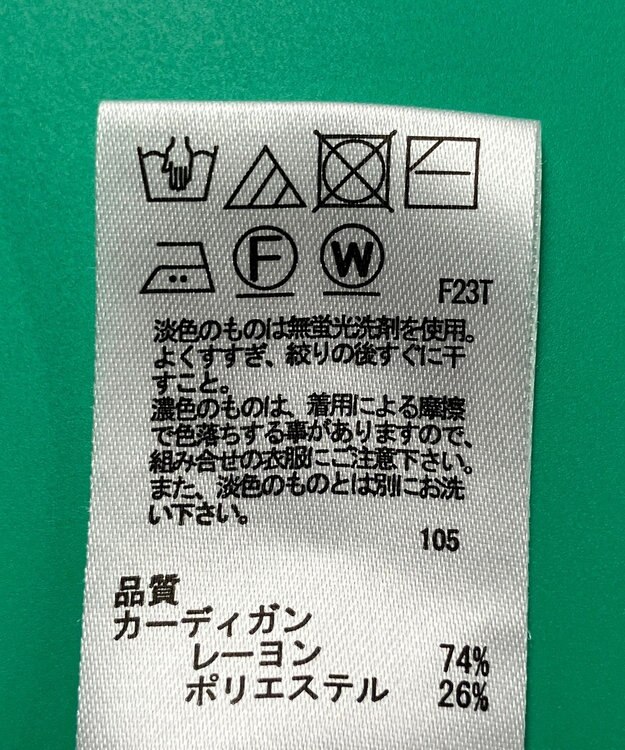 F W F23T
淡色のものは無蛍光洗剤を使用。
よくすすぎ、絞りの後すぐに干
すこと。
濃色のものは、着用による摩擦
で色落ちする事がありますので、
組み合せの衣服にご注意下さい。
また、淡色のものとは別にお洗
い下さい。
105
品質
カーディガン
レーヨン 74%
ポリエステル 26%